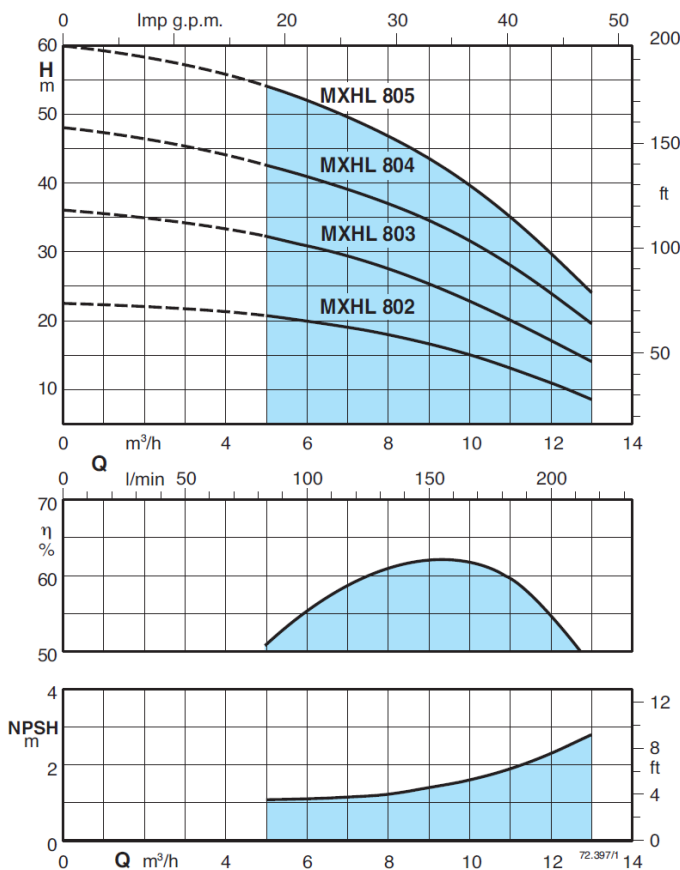 0 Imp g.p.m. 20 30 40 50
60 200
H
m
MXHL 805
50
150
MXHL 804
40
ft
MXHL 803
30 100
MXHL 802
20
50
10
0 m³/h 4 6 8 10 12 14
Q
0 l/min 50 100 150 200
70
η
%
60
50
4
12
NPSH
m
8
2 ft
4
0 0
0 Q m³/h 4 6 8 10 12 72.397/1 14